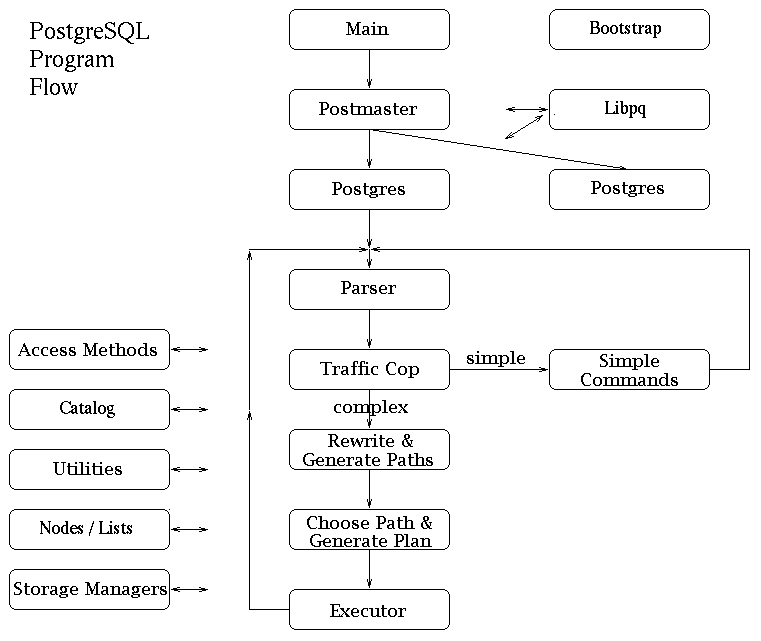 PostgreSQL
Program
Flow
Main
Bootstrap
Postmaster
Libpq
Postgres
Postgres
Parser
Access Methods
Traffic Cop
simple
Simple
Commands
Catalog
complex
Rewrite &
Generate Paths
Utilities
Nodes / Lists
Choose Path &
Generate Plan
Storage Managers
Executor